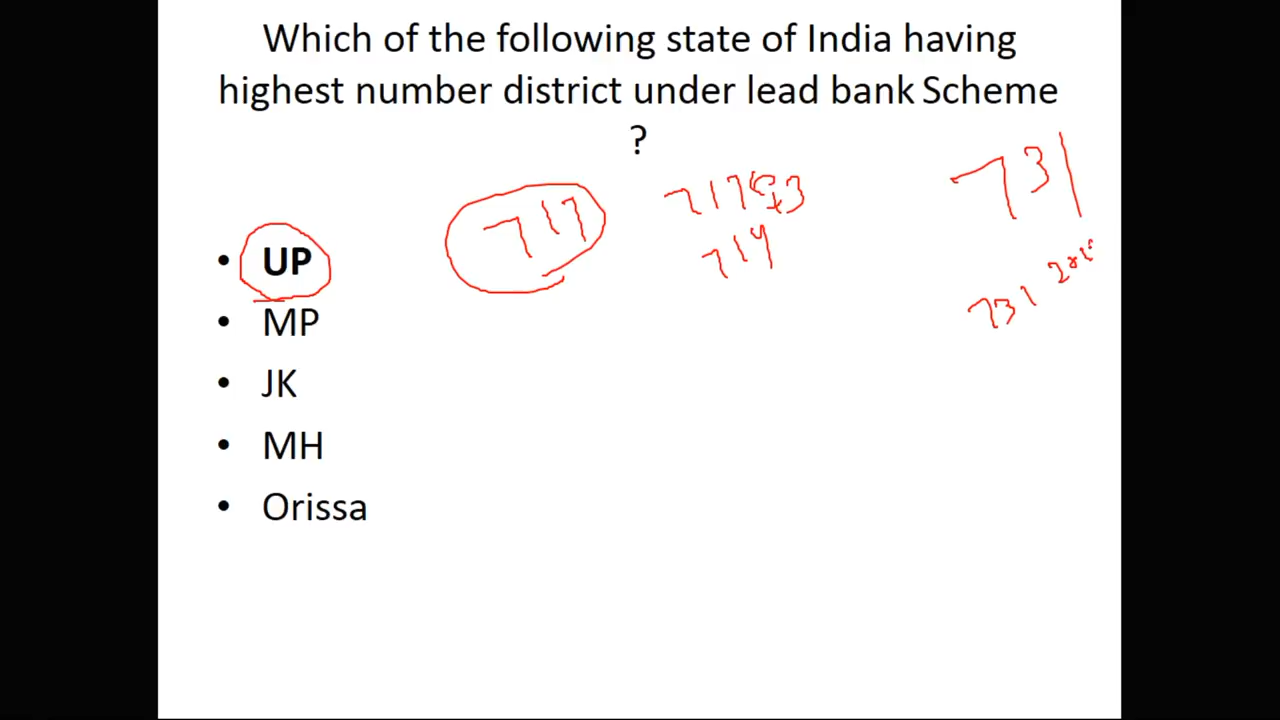 Which of the following state of India having
highest number district under lead bank Scheme
?
731
717
714
• UP
731
• MP
• JK
• MH
• Orissa